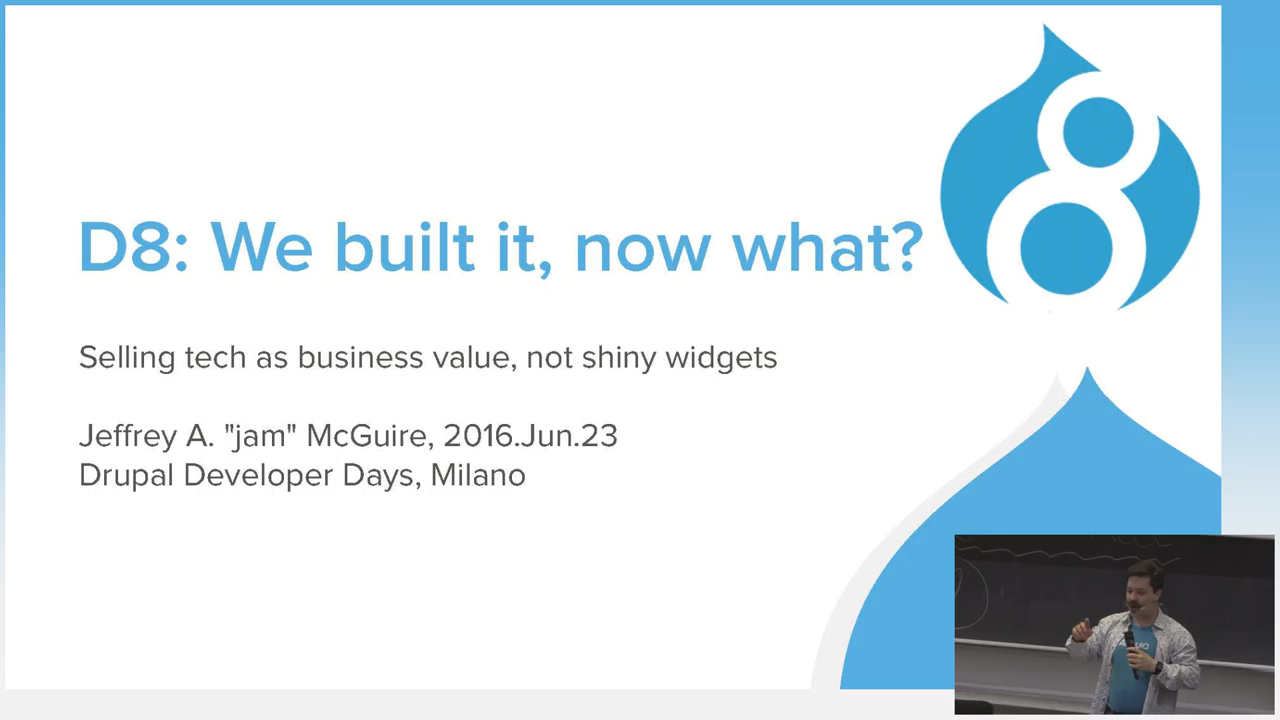 D8: We built it, now what?
Selling tech as business value, not shiny widgets
Jeffrey A. "jam" McGuire, 2016.Jun.23
Drupal Developer Days, Milano
8